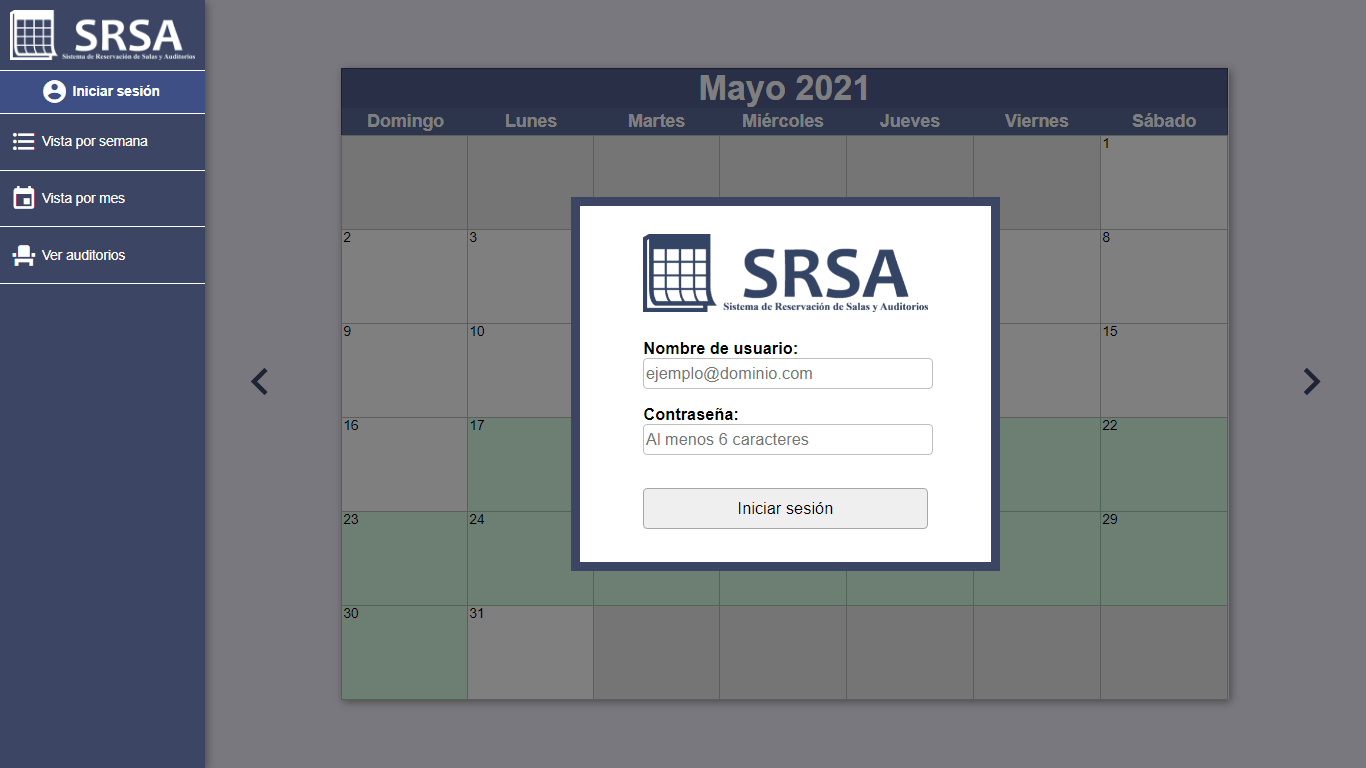 SRSA
Sistema de Reservación de Salas y Auditorios
Iniciar sesión
Vista por semana
Vista por mes
Ver auditorios
Mayo 2021
Domingo Lunes Martes Miércoles Jueves Viernes Sábado
1
2 3 8
9 10 15
16 17 22
23 24 29
30 31
SRSA
Sistema de Reservación de Salas y Auditorios
Nombre de usuario:
ejemplo@dominio.com
Contraseña:
Al menos 6 caracteres
Iniciar sesión